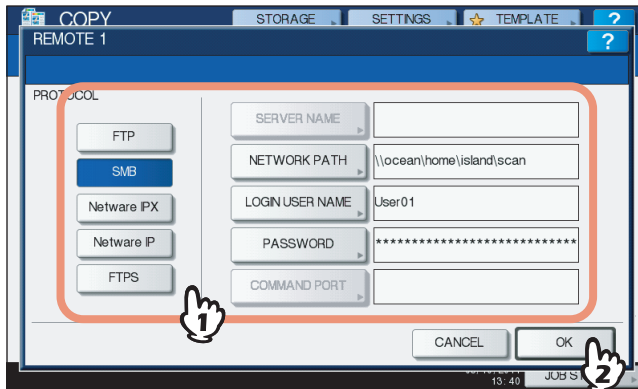 COPY
STORAGE
SETTINGS
TEMPLATE
?
REMOTE 1
?
PROTOCOL
FTP
SMB
Netware IPX
Netware IP
FTPS
SERVER NAME
NETWORK PATH
\\ocean\home\island\scan
LOGIN USER NAME
User01
PASSWORD
*****************************
COMMAND PORT
1
CANCEL
OK
2
13:40
JOB S